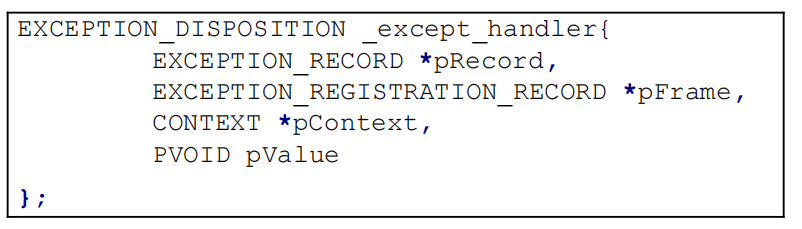 EXCEPTION_DISPOSITION _except_handler{
EXCEPTION_RECORD *pRecord,
EXCEPTION_REGISTRATION_RECORD *pFrame,
CONTEXT *pContext,
PVOID pValue
};